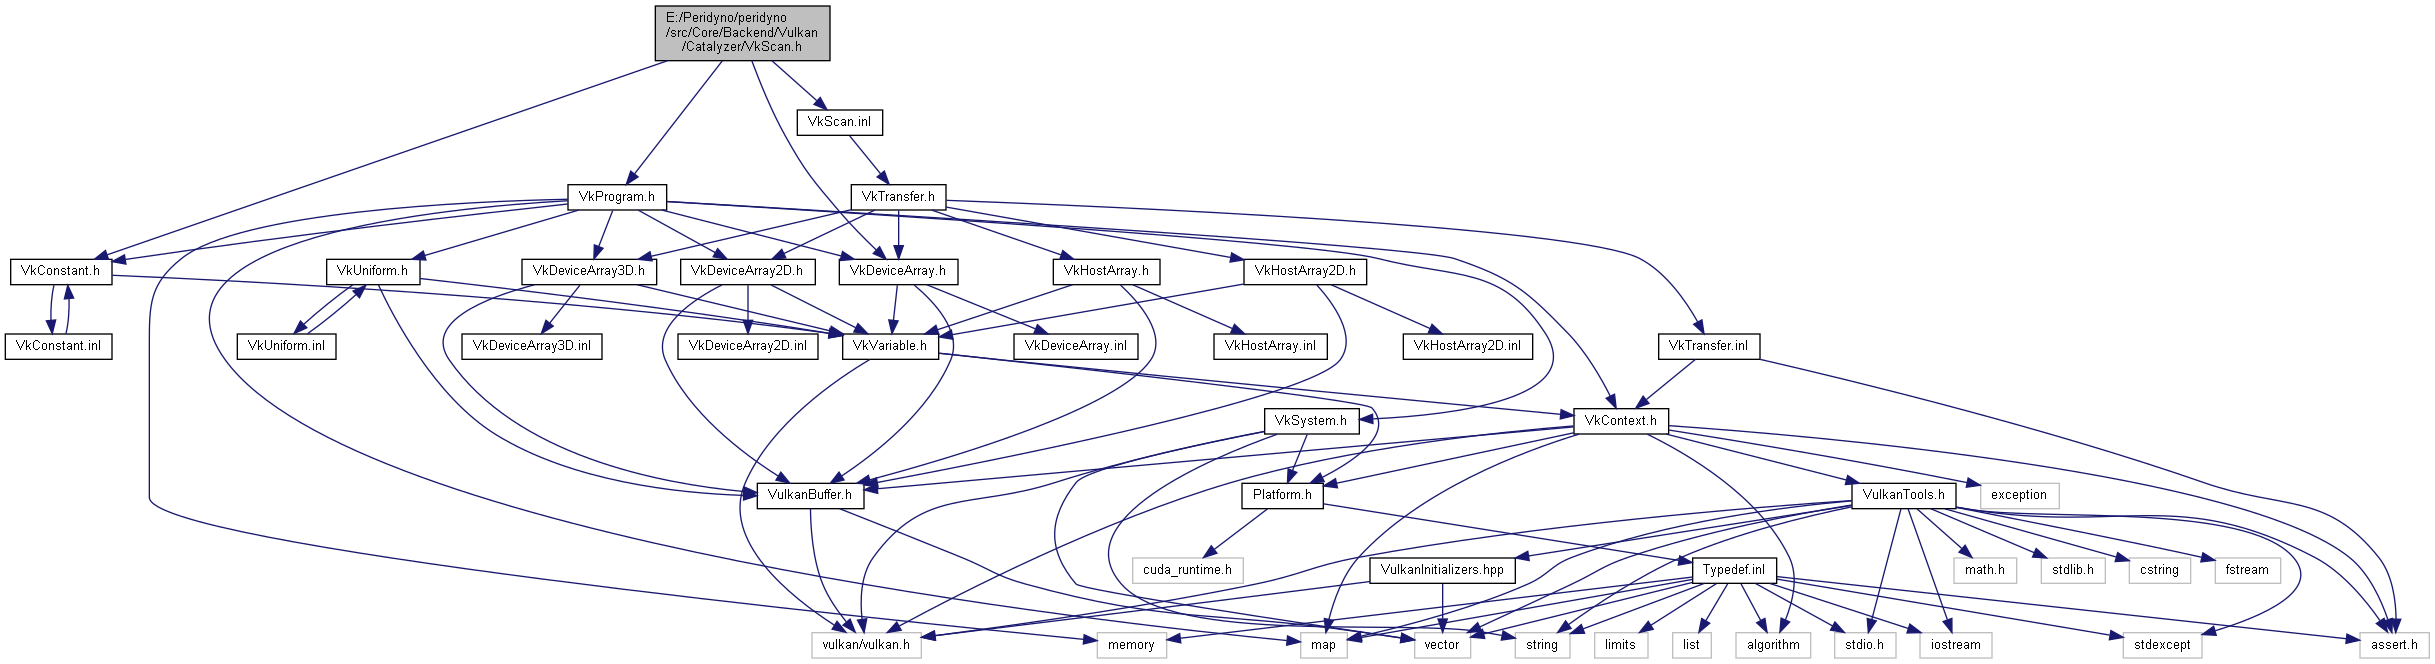 E:/Peridyno/peridyno
/src/Core/Backend/Vulkan
/Catalyzer/VkScan.h
VkScan.inl
VkProgram.h
VkTransfer.h
VkConstant.h
VkUniform.h
VkDeviceArray3D.h
VkDeviceArray2D.h
VkDeviceArray.h
VkHostArray.h
VkHostArray2D.h
VkConstant.inl
VkUniform.inl
VkDeviceArray3D.inl
VkDeviceArray2D.inl
VkVariable.h
VkDeviceArray.inl
VkHostArray.inl
VkHostArray2D.inl
VkTransfer.inl
VkSystem.h
VkContext.h
VulkanBuffer.h
Platform.h
VulkanTools.h
exception
cuda_runtime.h
VulkanInitializers.hpp
Typedef.inl
math.h
stdlib.h
cstring
fstream
vulkan/vulkan.h
memory
map
vector
string
limits
list
algorithm
stdio.h
iostream
stdexcept
assert.h